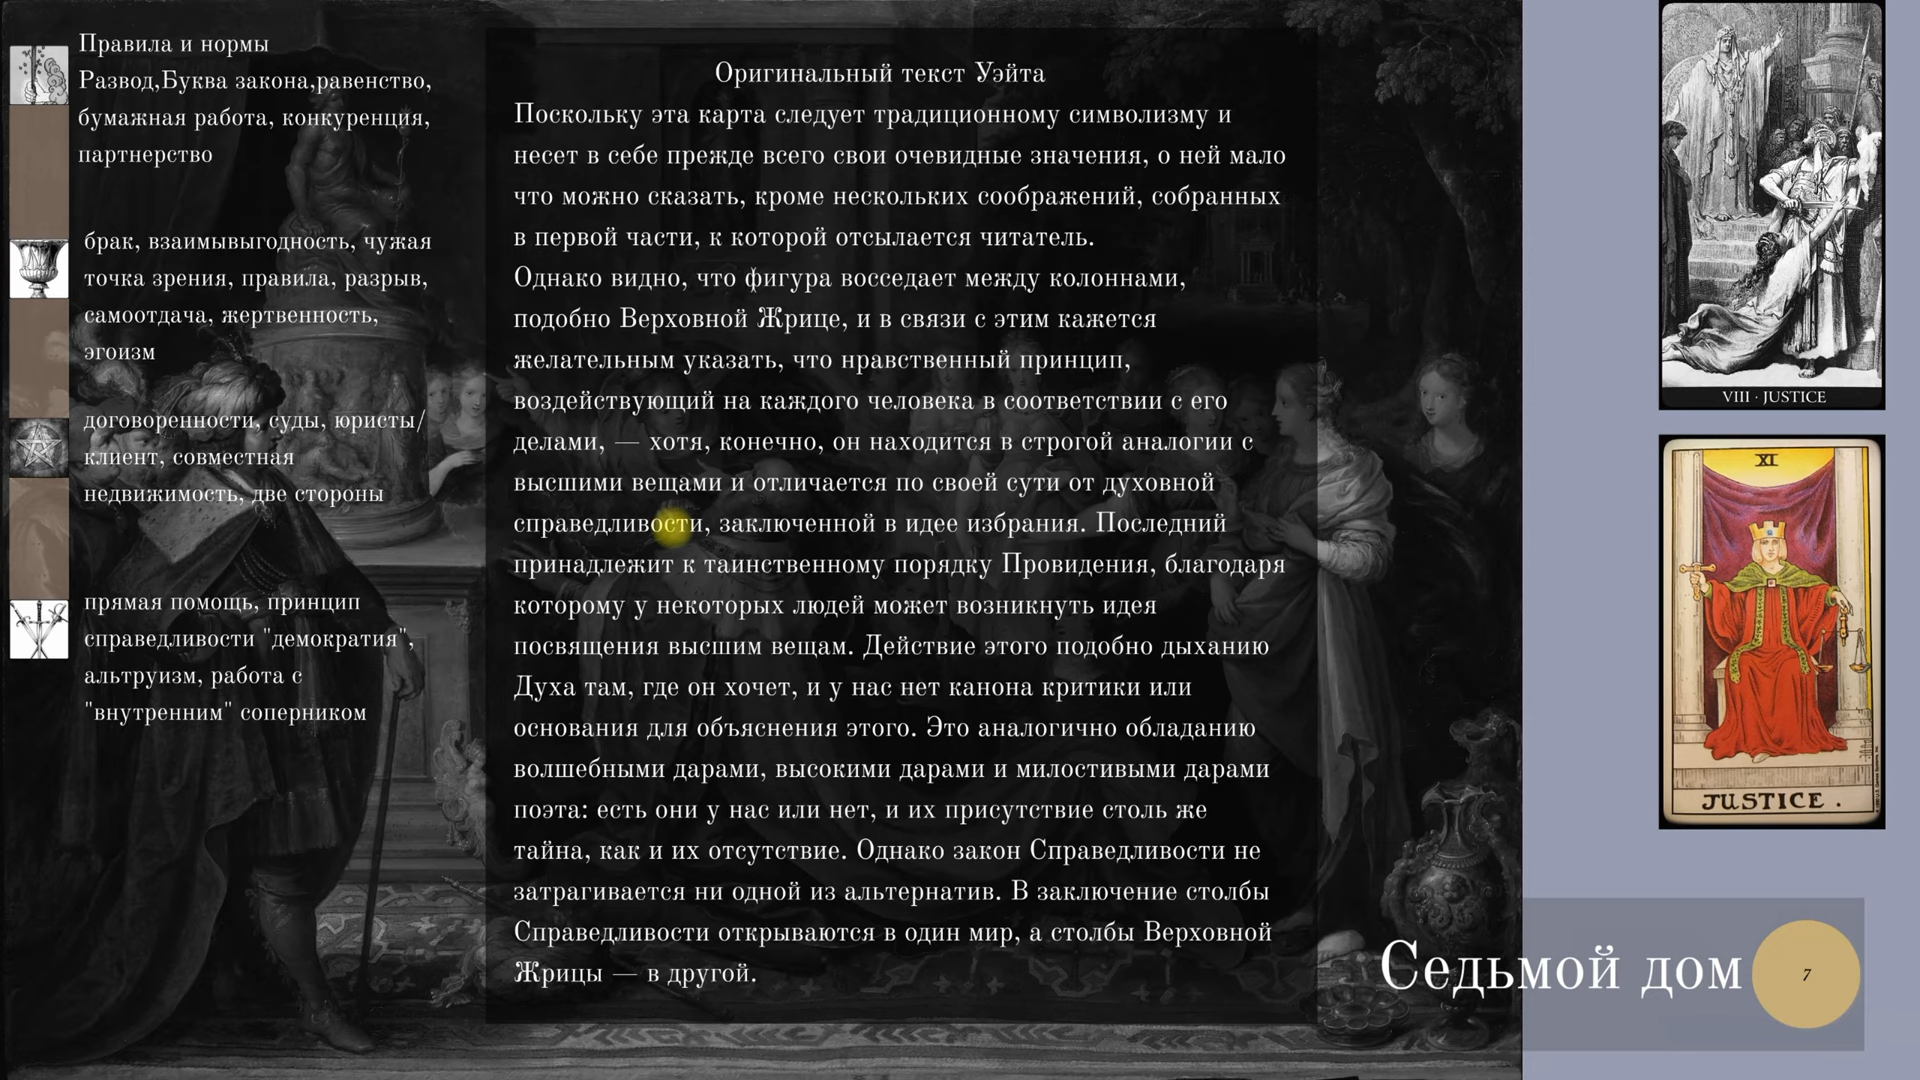 Правила и нормы
Развод,Буква закона,равенство,
бумажная работа, конкуренция,
партнерство
брак, взаимывыгодность, чужая
точка зрения, правила, разрыв,
самоотдача, жертвенность,
эгоизм
договоренности, суды, юристы/
клиент, совместная
недвижимость, две стороны
прямая помощь, принцип
справедливости "демократия",
альтруизм, работа с
"внутренним" соперником
Оригинальный текст Уэйта
Поскольку эта карта следует традиционному символизму и
несет в себе прежде всего свои очевидные значения, о ней мало
что можно сказать, кроме нескольких соображений, собранных
в первой части, к которой отсылается читатель.
Однако видно, что фигура восседает между колоннами,
подобно Верховной Жрице, и в связи с этим кажется
желательным указать, что нравственный принцип,
воздействующий на каждого человека в соответствии с его
делами, — хотя, конечно, он находится в строгой аналогии с
высшими вещами и отличается по своей сути от духовной
справедливости, заключенной в идее избрания. Последний
принадлежит к таинственному порядку Провидения, благодаря
которому у некоторых людей может возникнуть идея
посвящения высшим вещам. Действие этого подобно дыханию
Духа там, где он хочет, и у нас нет канона критики или
основания для объяснения этого. Это аналогично обладанию
волшебными дарами, высокими дарами и милостивыми дарами
поэта: есть они у нас или нет, и их присутствие столь же
тайна, как и их отсутствие. Однако закон Справедливости не
затрагивается ни одной из альтернатив. В заключение столбы
Справедливости открываются в один мир, а столбы Верховной
Жрицы — в другой.
VIII · JUSTICE
XI
JUSTICE .
Седьмой дом
7